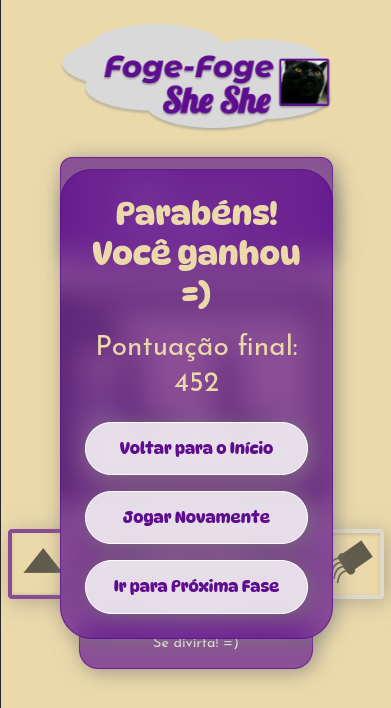 Foge-Foge
She She
Parabéns!
Você ganhou
=)
Pontuação final:
452
Voltar para o Início
Jogar Novamente
Ir para Próxima Fase
Se divirta! =)